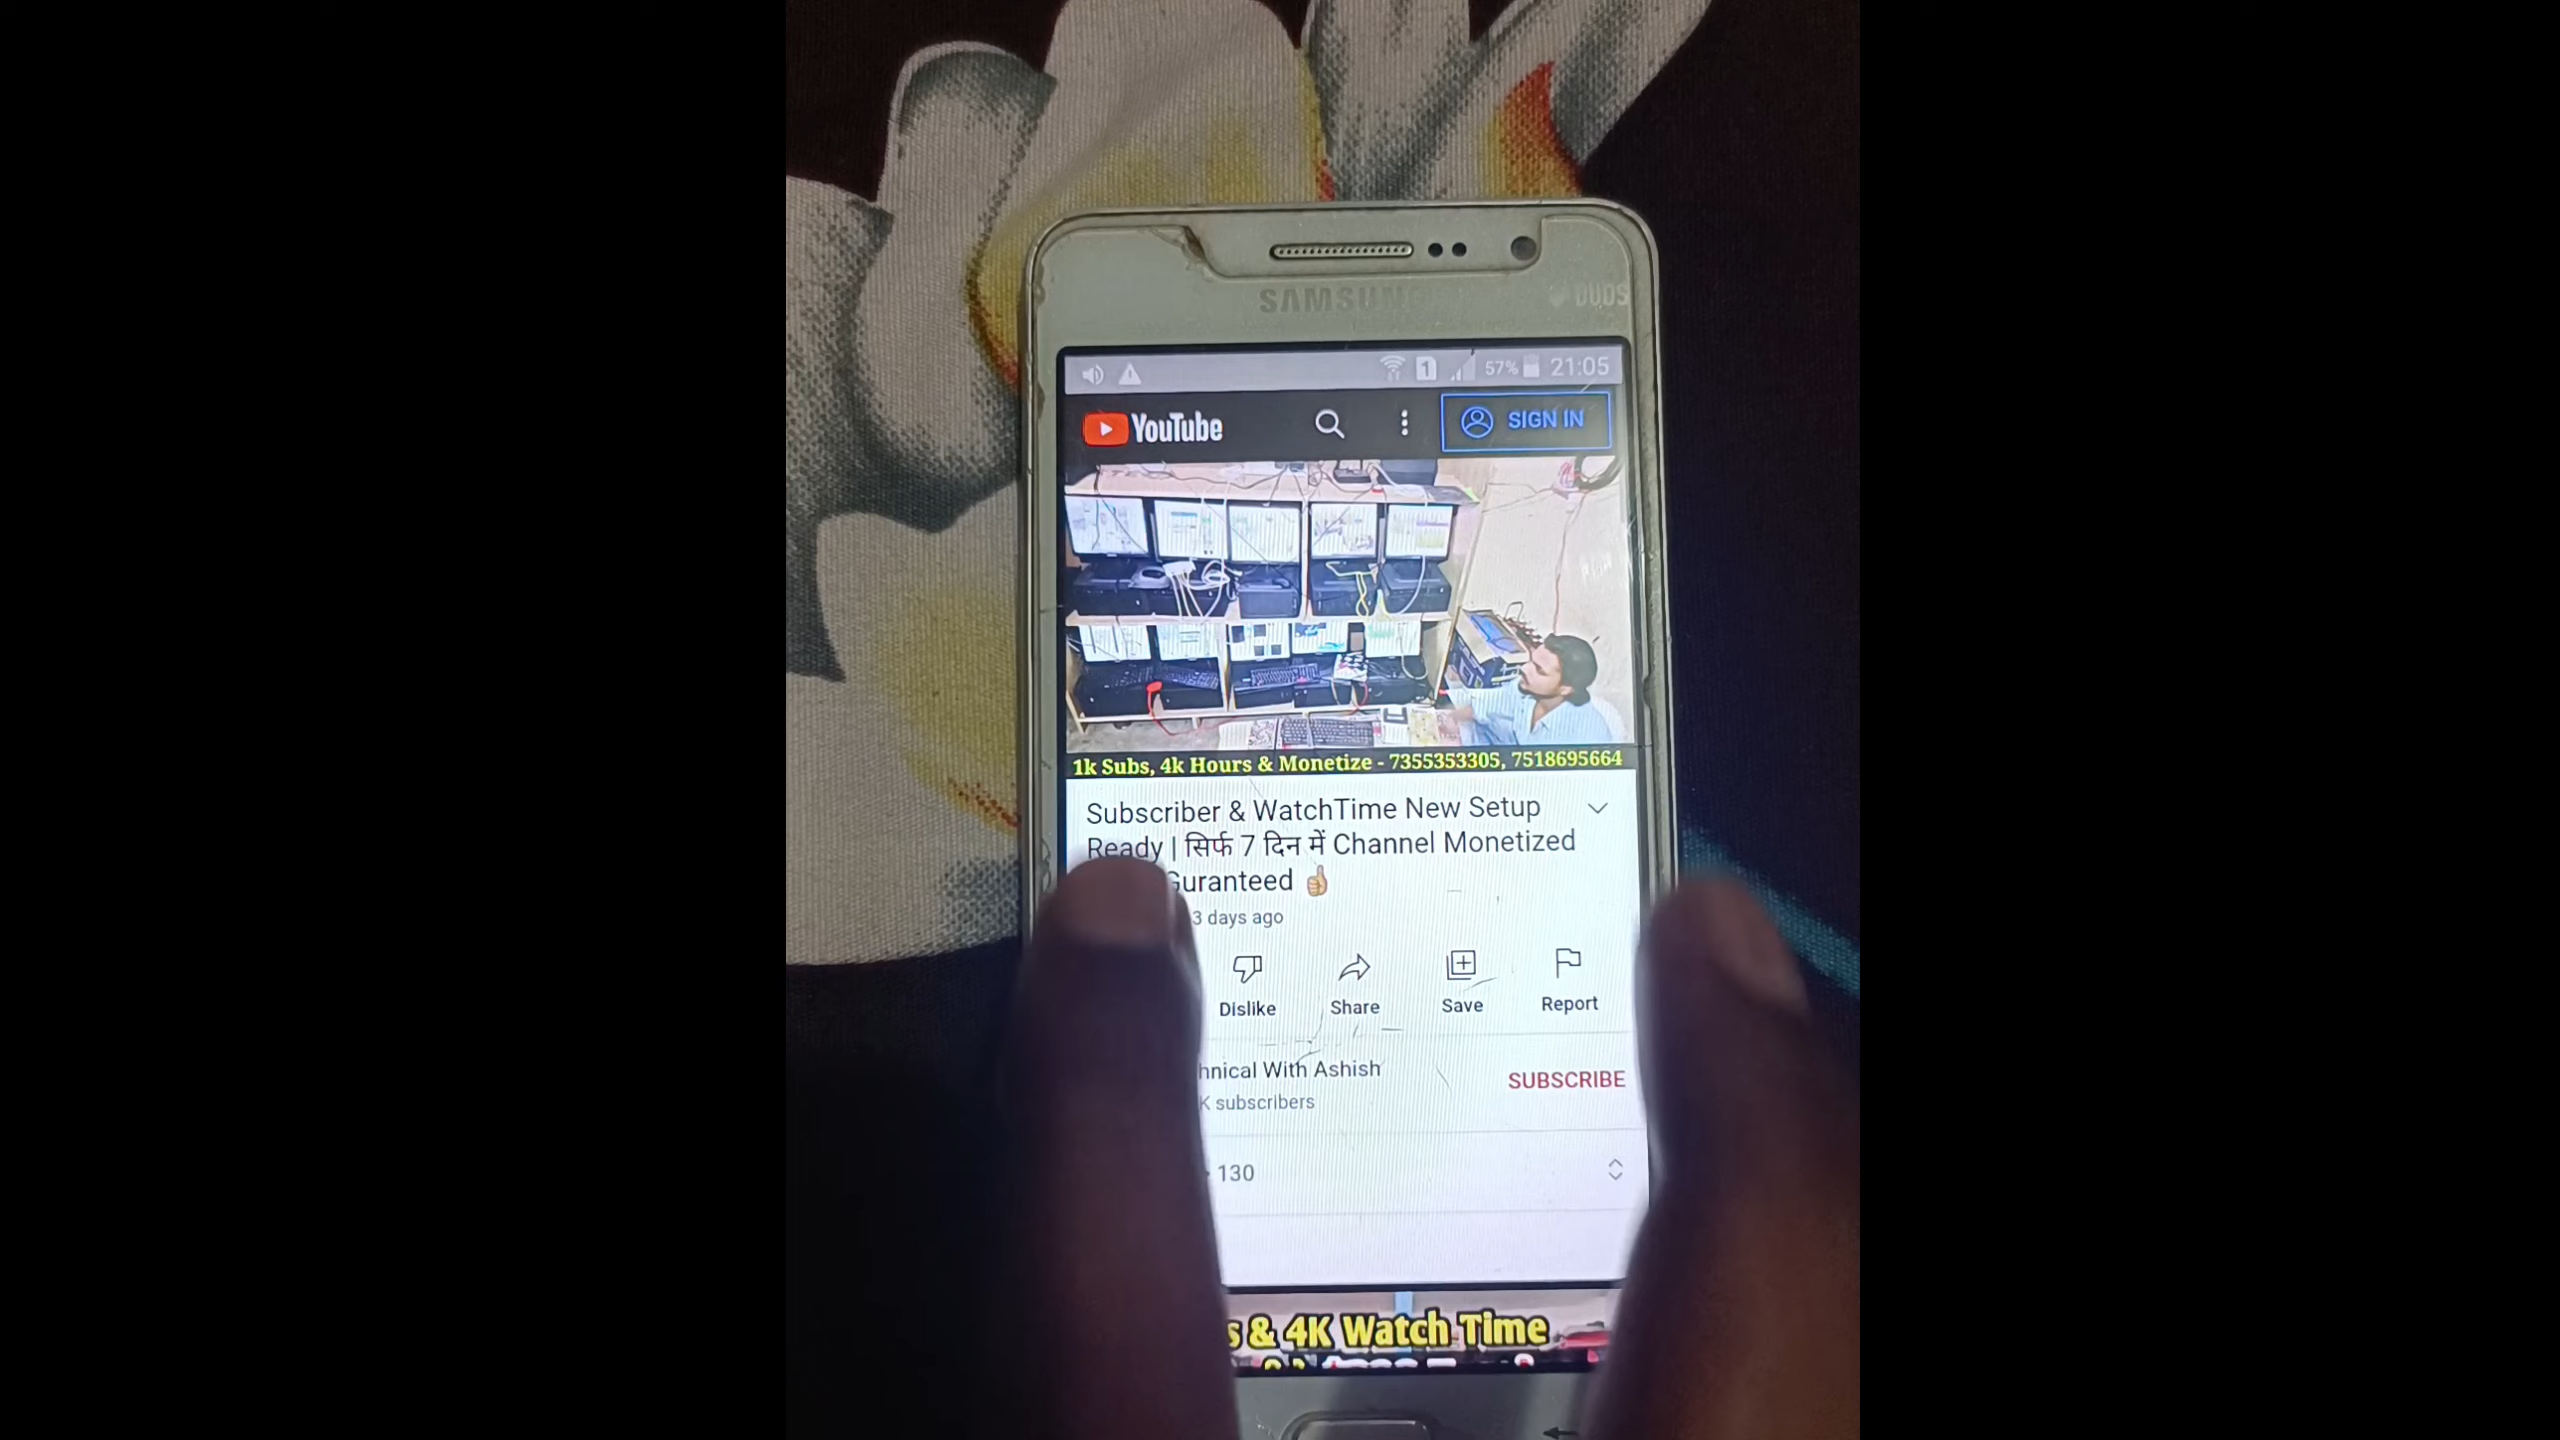 SAMSUNG DUOS
1 57% 21:05
YouTube SIGN IN
1k Subs, 4k Hours & Monetize - 7355353305, 7518695664
Subscriber & WatchTime New Setup
Ready | सिर्फ 7 दिन में Channel Monetized
Guranteed 👍
3 days ago
Dislike Share Save Report
With Ashish
SUBSCRIBE
K subscribers
130
& 4K Watch Time